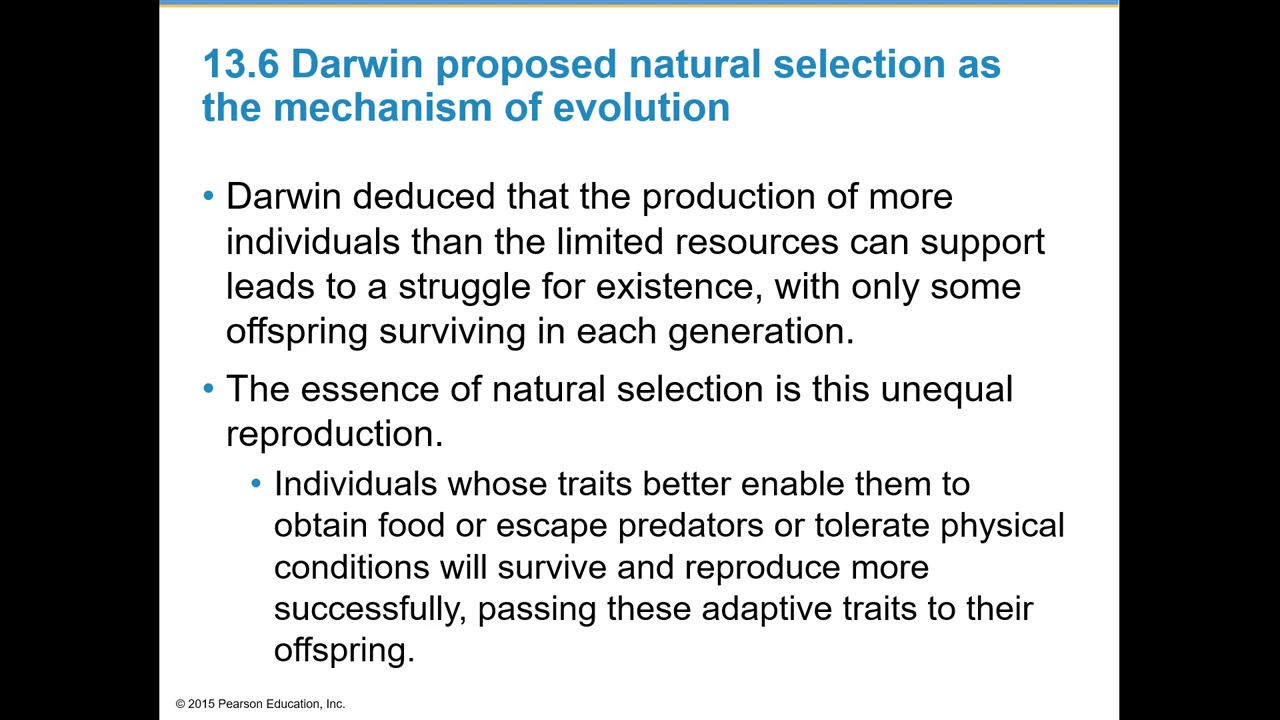 13.6 Darwin proposed natural selection as
the mechanism of evolution
• Darwin deduced that the production of more
individuals than the limited resources can support
leads to a struggle for existence, with only some
offspring surviving in each generation.
• The essence of natural selection is this unequal
reproduction.
• Individuals whose traits better enable them to
obtain food or escape predators or tolerate physical
conditions will survive and reproduce more
successfully, passing these adaptive traits to their
offspring.
© 2015 Pearson Education, Inc.